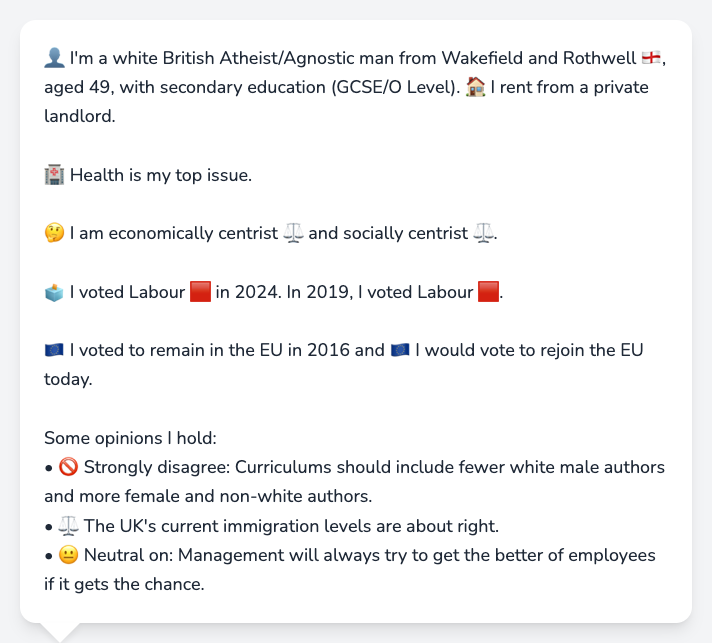 👤 I'm a white British Atheist/Agnostic man from Wakefield and Rothwell 🏴󠁧󠁢󠁥󠁮󠁧󠁿,
aged 49, with secondary education (GCSE/O Level). 🏠 I rent from a private
landlord.
🏥 Health is my top issue.
🤔 I am economically centrist ⚖️ and socially centrist ⚖️.
🗳️ I voted Labour 🟥 in 2024. In 2019, I voted Labour 🟥.
🇪🇺 I voted to remain in the EU in 2016 and 🇪🇺 I would vote to rejoin the EU
today.
Some opinions I hold:
• 🚫 Strongly disagree: Curriculums should include fewer white male authors
and more female and non-white authors.
• ⚖️ The UK's current immigration levels are about right.
• 😐 Neutral on: Management will always try to get the better of employees
if it gets the chance.